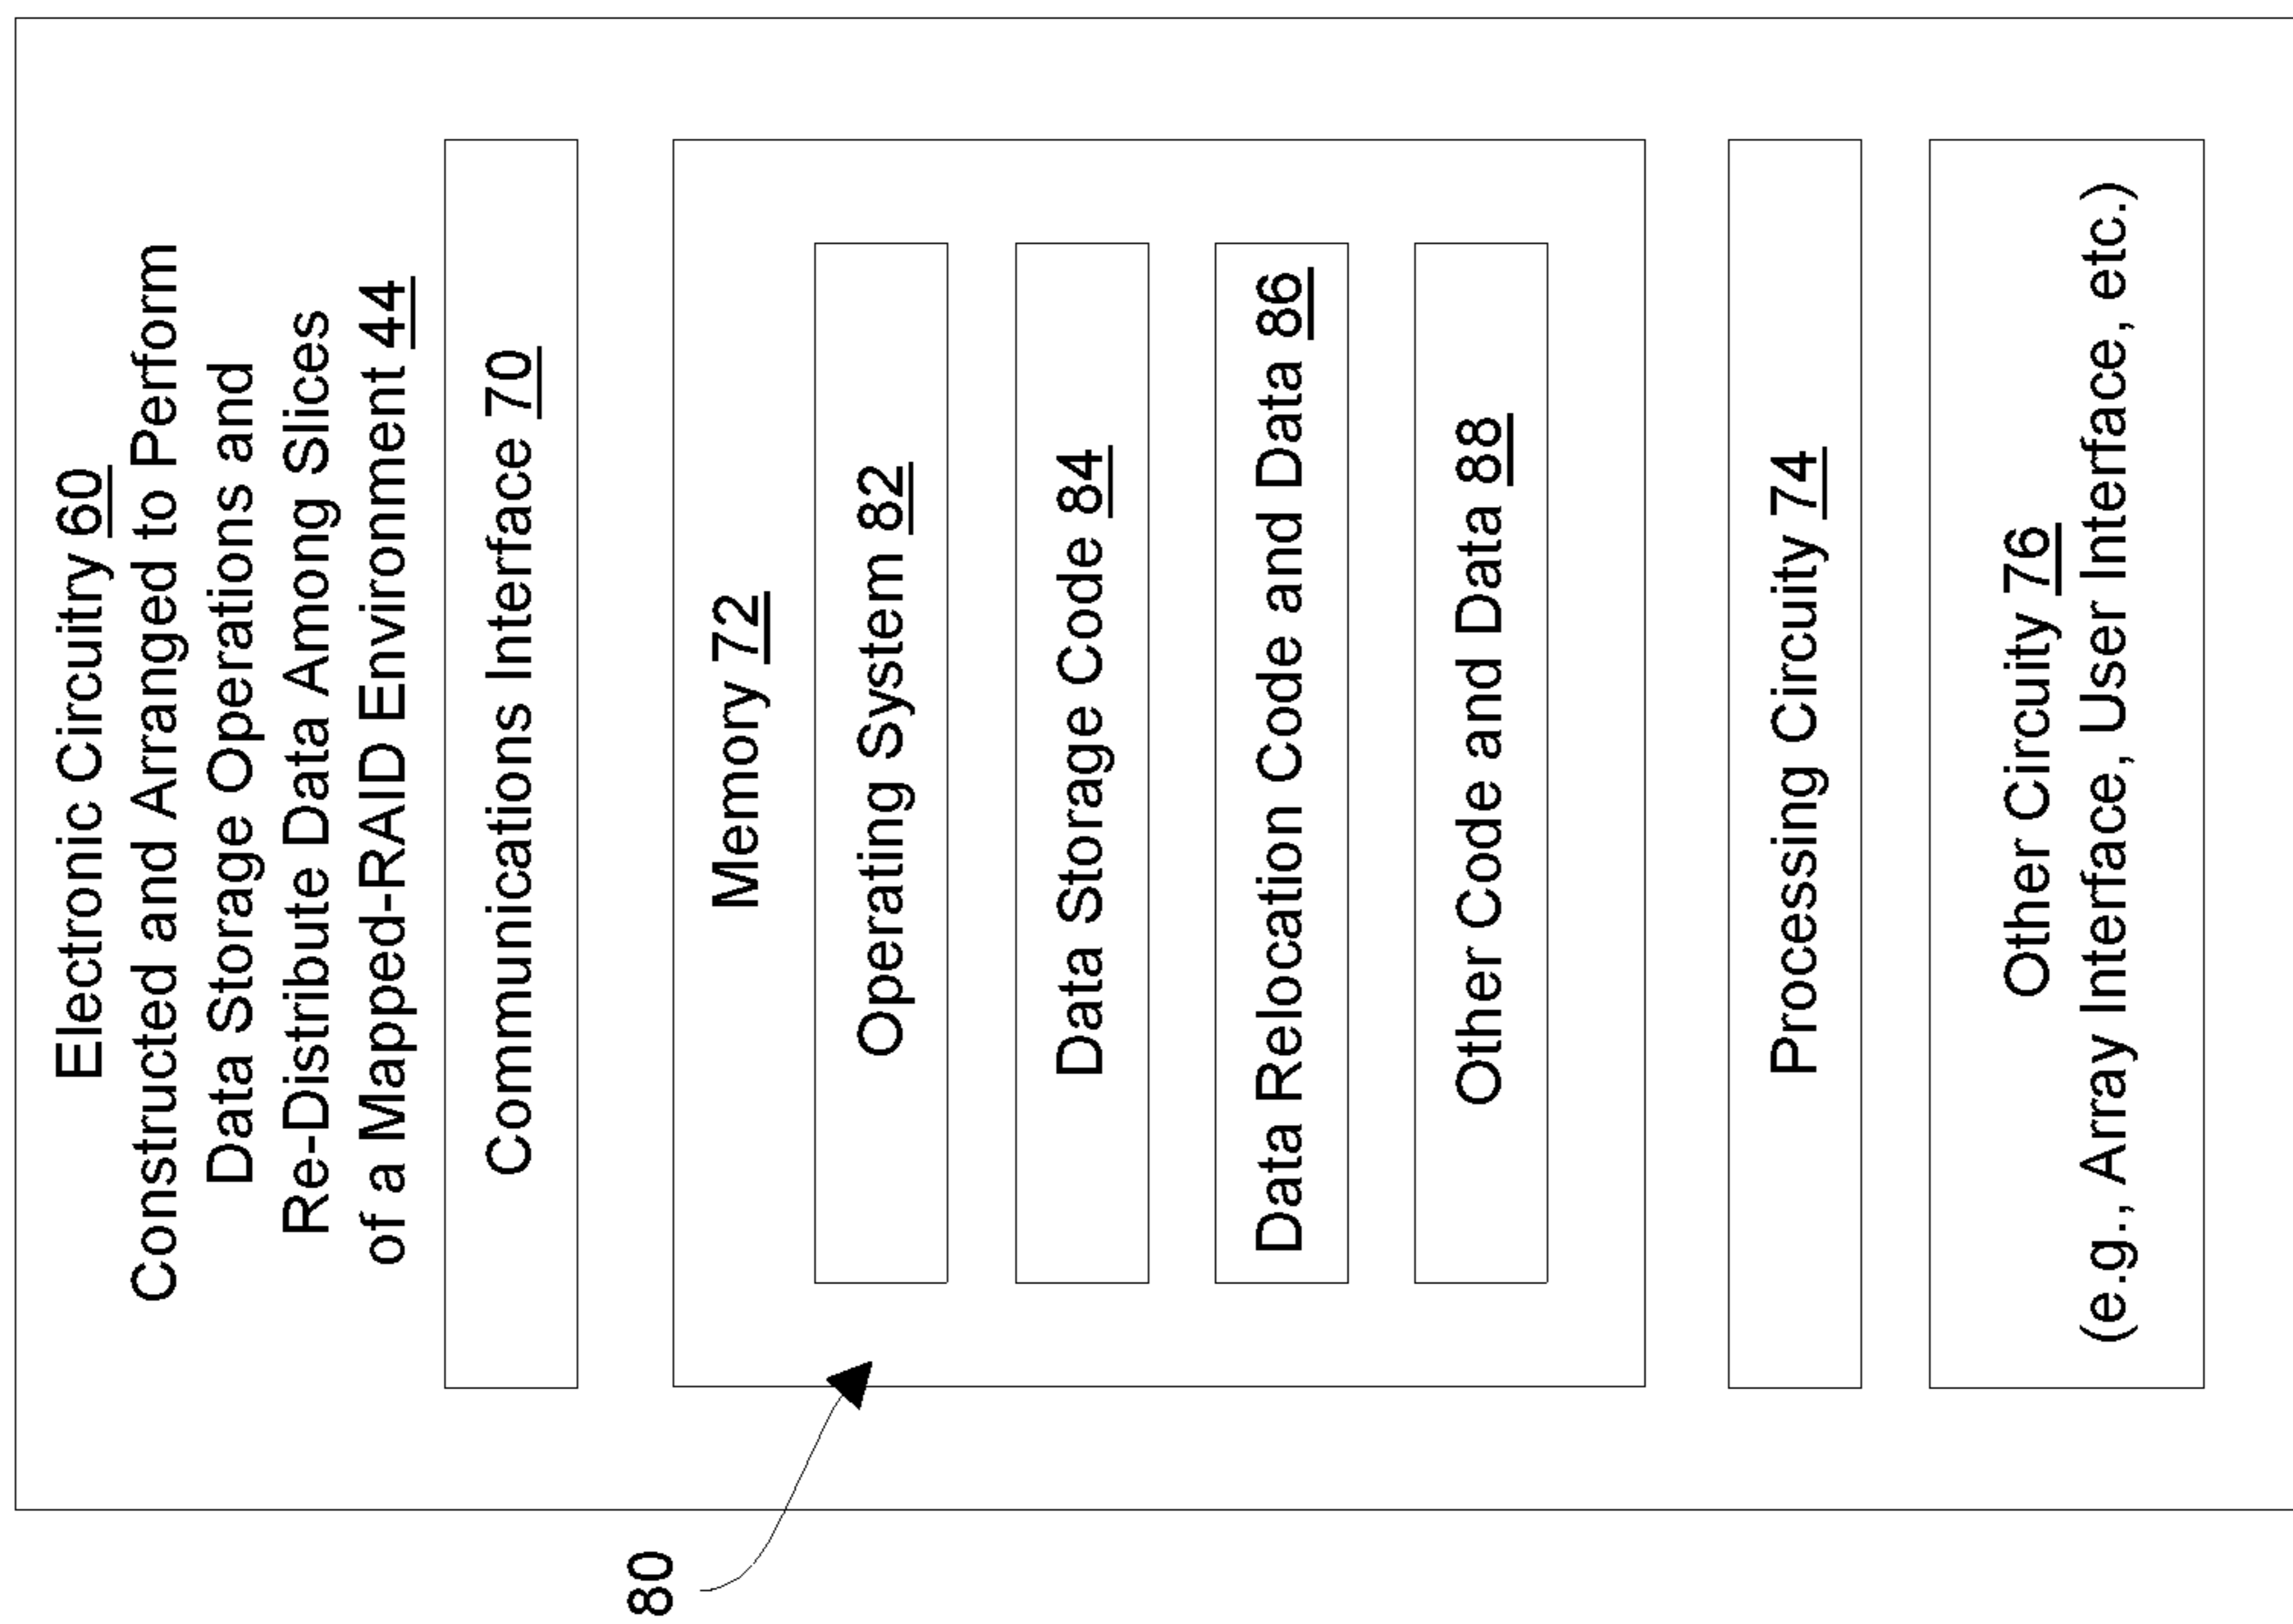 Electronic Circuitry 60
Constructed and Arranged to Perform
Data Storage Operations and
Re-Distribute Data Among Slices
of a Mapped-RAID Environment 44
Communications Interface 70
80
Memory 72
Operating System 82
Data Storage Code 84
Data Relocation Code and Data 86
Other Code and Data 88
Processing Circuity 74
Other Circuity 76
(e.g., Array Interface, User Interface, etc.)